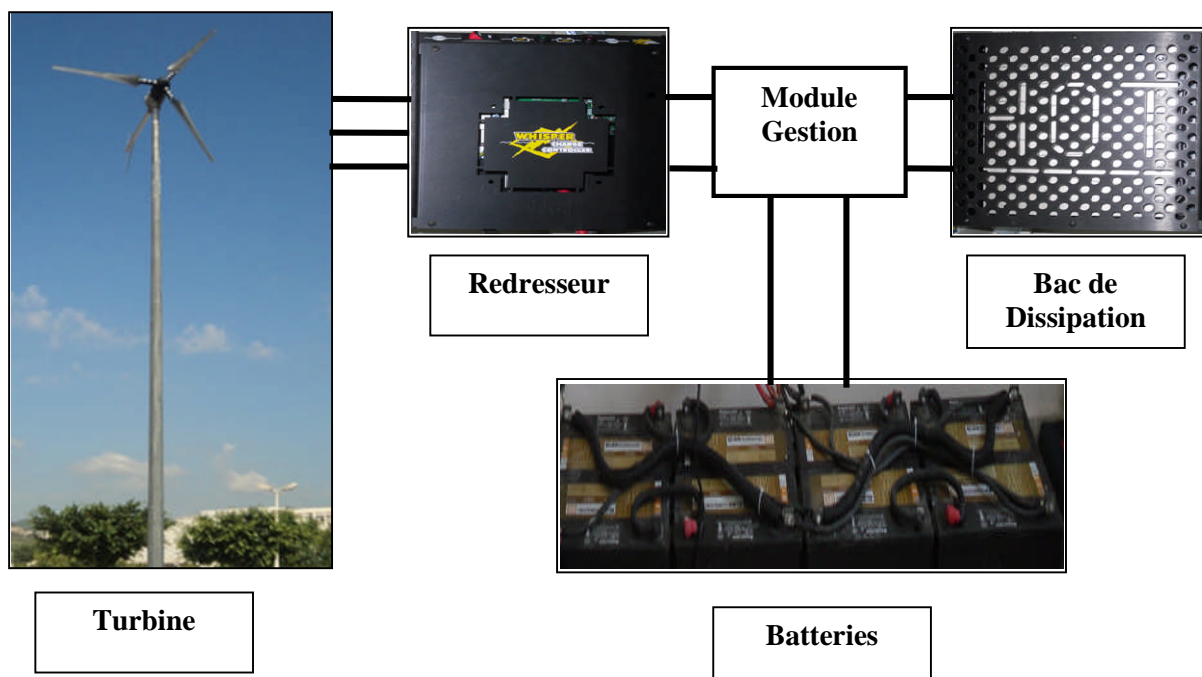 WHISPER
CHARGE
CONTROLLER
Module
Gestion
Redresseur
Bac de
Dissipation
Turbine
Batteries